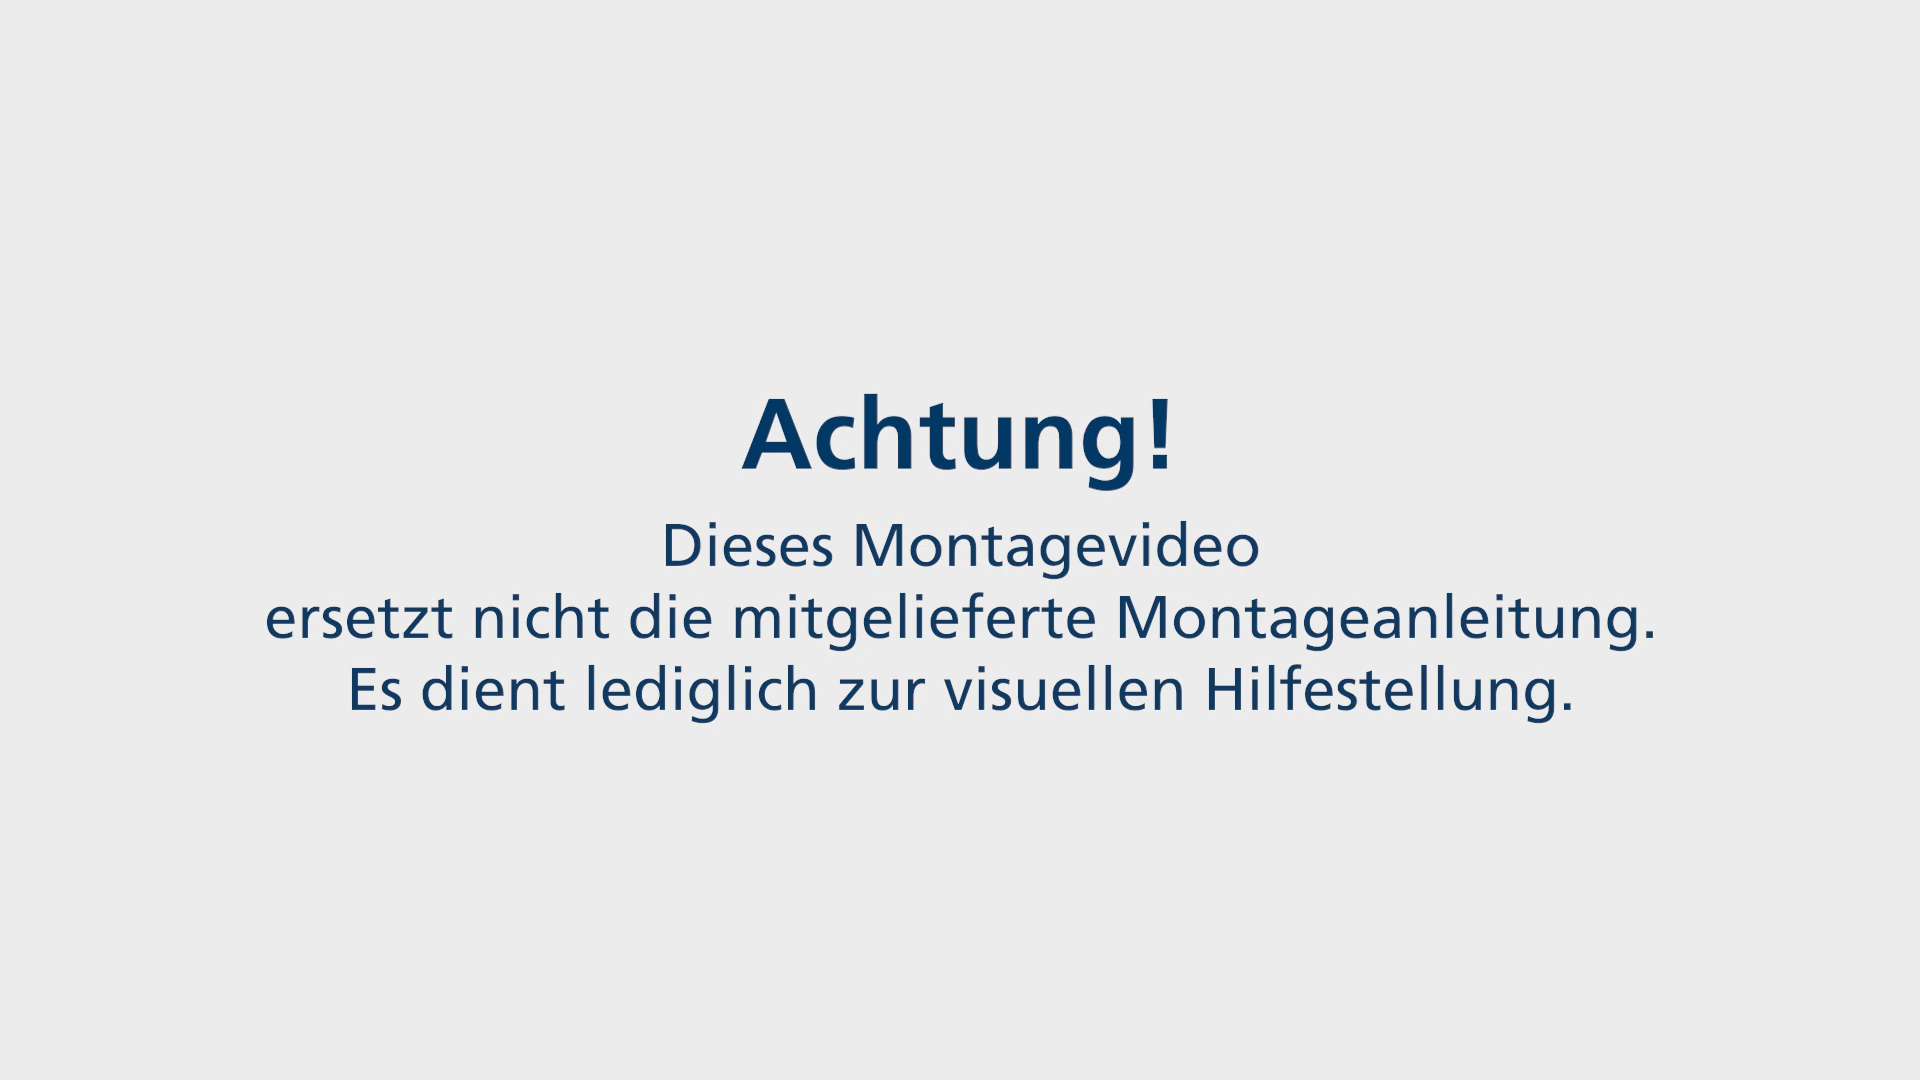 Achtung!
Dieses Montagevideo
ersetzt nicht die mitgelieferte Montageanleitung.
Es dient lediglich zur visuellen Hilfestellung.